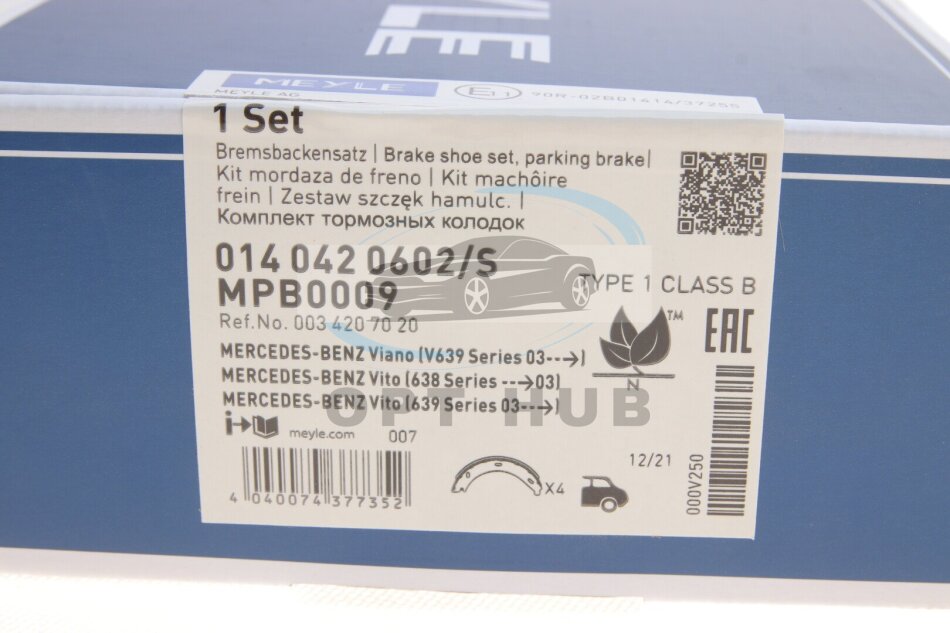 MEYLE
MEYLE AG
E11
90R-02B01414/37255
1 Set
Bremsbackensatz | Brake shoe set, parking brake|
Kit mordaza de freno | Kit machôire
frein | Zestaw szczęk hamulc. |
Комплект тормозных колодок
014 042 0602/S
MPB0009
TYPE 1 CLASS B
Ref.No. 003 420 70 20
TM
EAC
MERCEDES-BENZ Viano (V639 Series 03--->)
MERCEDES-BENZ Vito (638 Series --->03)
MERCEDES-BENZ Vito (639 Series 03--->)
OPT HUB
meyle.com
007
4 040074 377352
X4
12/21
000V250